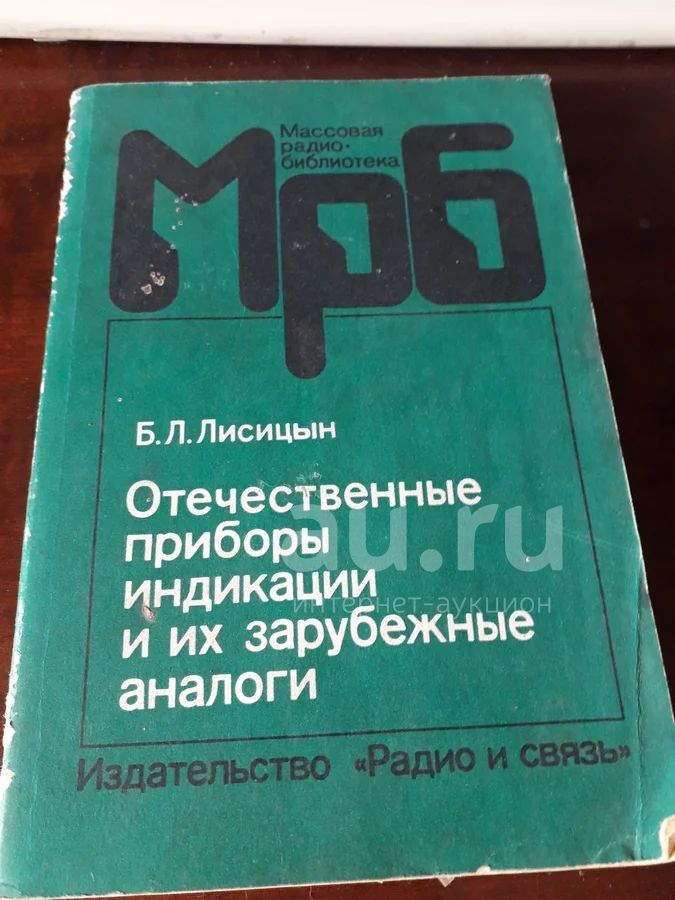 Массовая
радио-
библиотека
Мрб
Б.Л.Лисицын
Отечественные
приборы
индикации
и их зарубежные
аналоги
Издательство «Радио и связь»
au.ru
интернет-аукцион